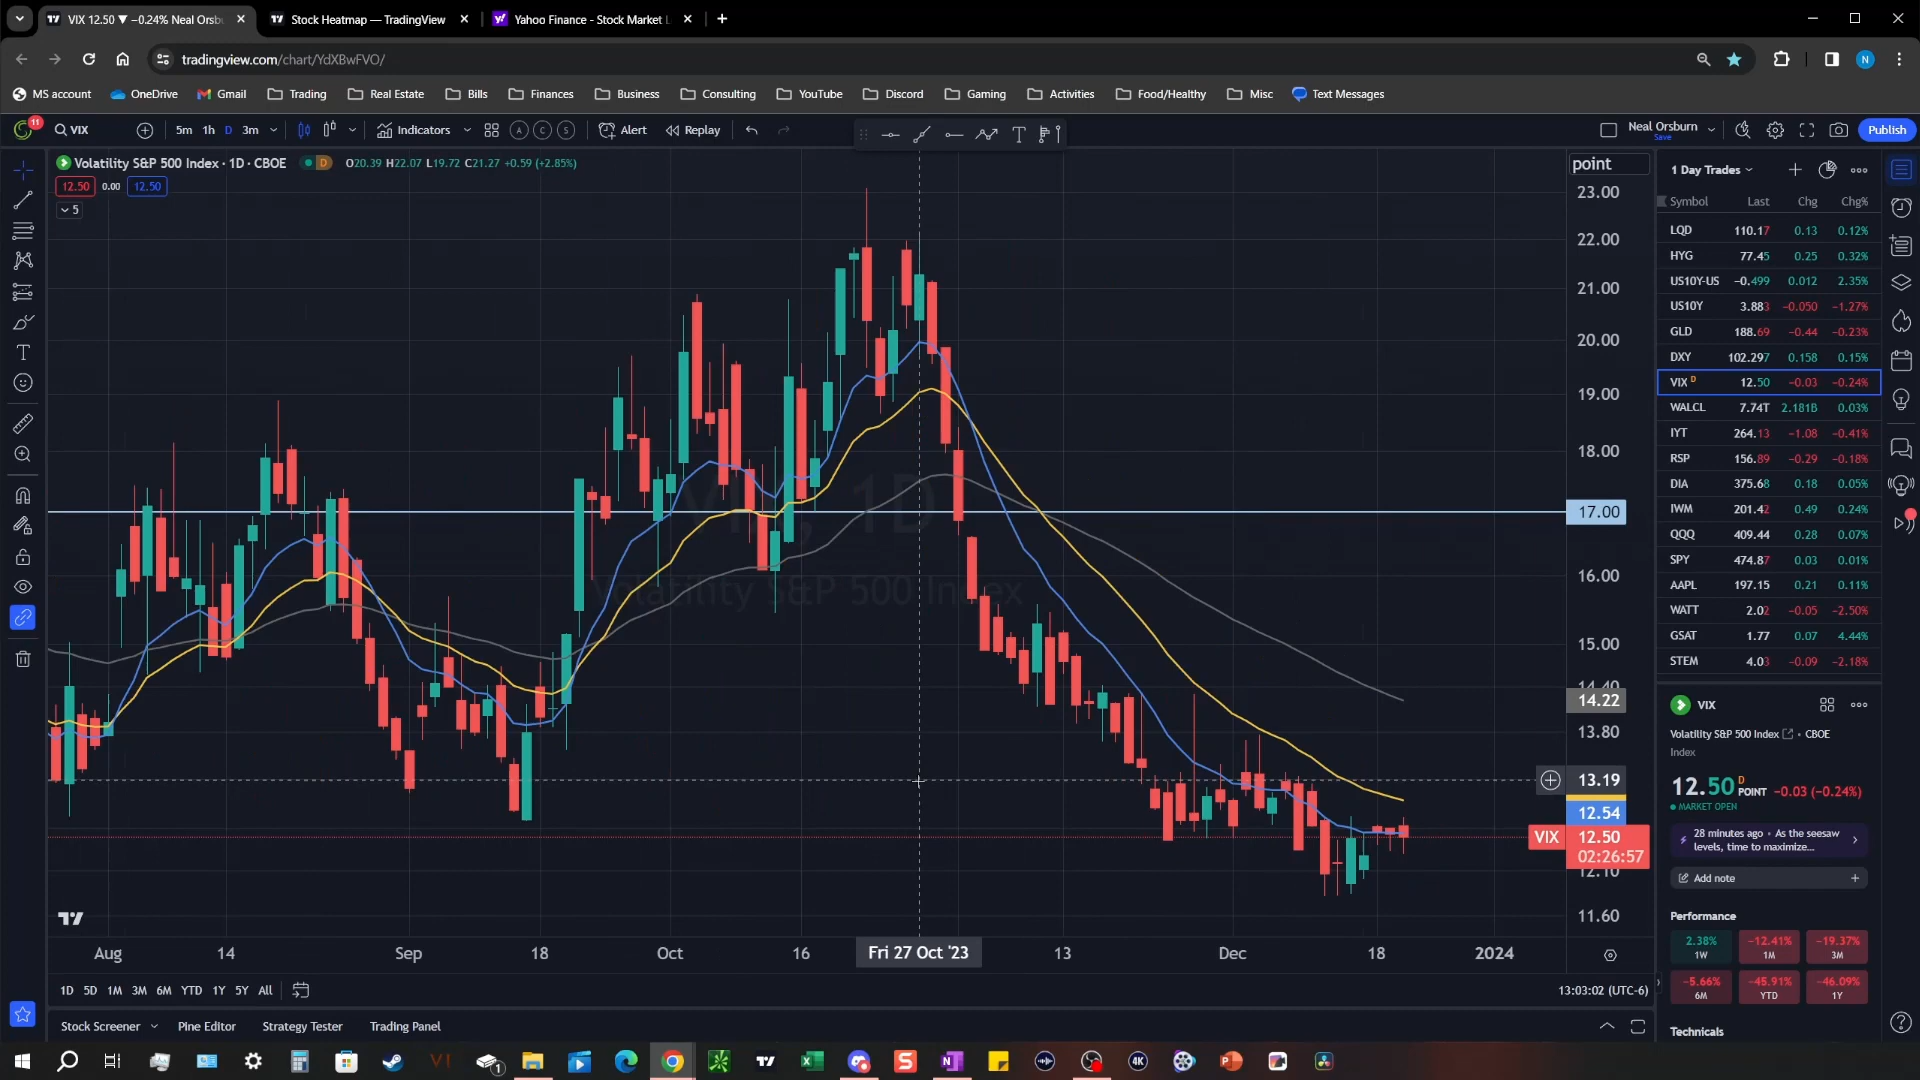 VIX 12.50 ▼ −0.24% Neal Orsb
Stock Heatmap — TradingView
Yahoo Finance - Stock Market
tradingview.com/chart/YdXBwFVO/
N
MS account
OneDrive
Gmail
Trading
Real Estate
Bills
Finances
Business
Consulting
YouTube
Discord
Gaming
Activities
Food/Healthy
Misc
Text Messages
11
VIX
5m 1h D 3m
Indicators
A C S
Alert
Replay
Neal Orsburn
Save
Publish
Volatility S&P 500 Index · 1D · CBOE
D
O20.39 H22.07 L19.72 C21.27 +0.59 (+2.85%)
12.50 0.00 12.50
5
point
23.00
22.00
21.00
20.00
19.00
18.00
17.00
16.00
15.00
14.40
14.22
13.80
13.19
12.54
VIX 12.50
02:26:57
12.10
11.60
VIX, 1D
Volatility S&P 500 Index
Aug 14 Sep 18 Oct 16 Fri 27 Oct '23 13 Dec 18 2024
1D 5D 1M 3M 6M YTD 1Y 5Y All
13:03:02 (UTC-6)
Stock Screener
Pine Editor
Strategy Tester
Trading Panel
1 Day Trades
Symbol Last Chg Chg%
LQD 110.17 0.13 0.12%
HYG 77.45 0.25 0.32%
US10Y-US −0.499 0.012 2.35%
US10Y 3.883 −0.050 −1.27%
GLD 188.69 −0.44 −0.23%
DXY 102.297 0.158 0.15%
VIX D 12.50 −0.03 −0.24%
WALCL 7.74T 2.181B 0.03%
IYT 264.13 −1.08 −0.41%
RSP 156.89 −0.29 −0.18%
DIA 375.68 0.18 0.05%
IWM 201.42 0.49 0.24%
QQQ 409.44 0.28 0.07%
SPY 474.87 0.03 0.01%
AAPL 197.15 0.21 0.11%
WATT 2.02 −0.05 −2.50%
GSAT 1.77 0.07 4.44%
STEM 4.03 −0.09 −2.18%
VIX
Volatility S&P 500 Index • CBOE
Index
12.50 D POINT −0.03 (−0.24%)
MARKET OPEN
28 minutes ago • As the seesaw
levels, time to maximize...
Add note
Performance
2.38% −12.41% −19.37%
1W 1M 3M
−5.66% −45.91% −46.09%
6M YTD 1Y
Technicals
1
4K